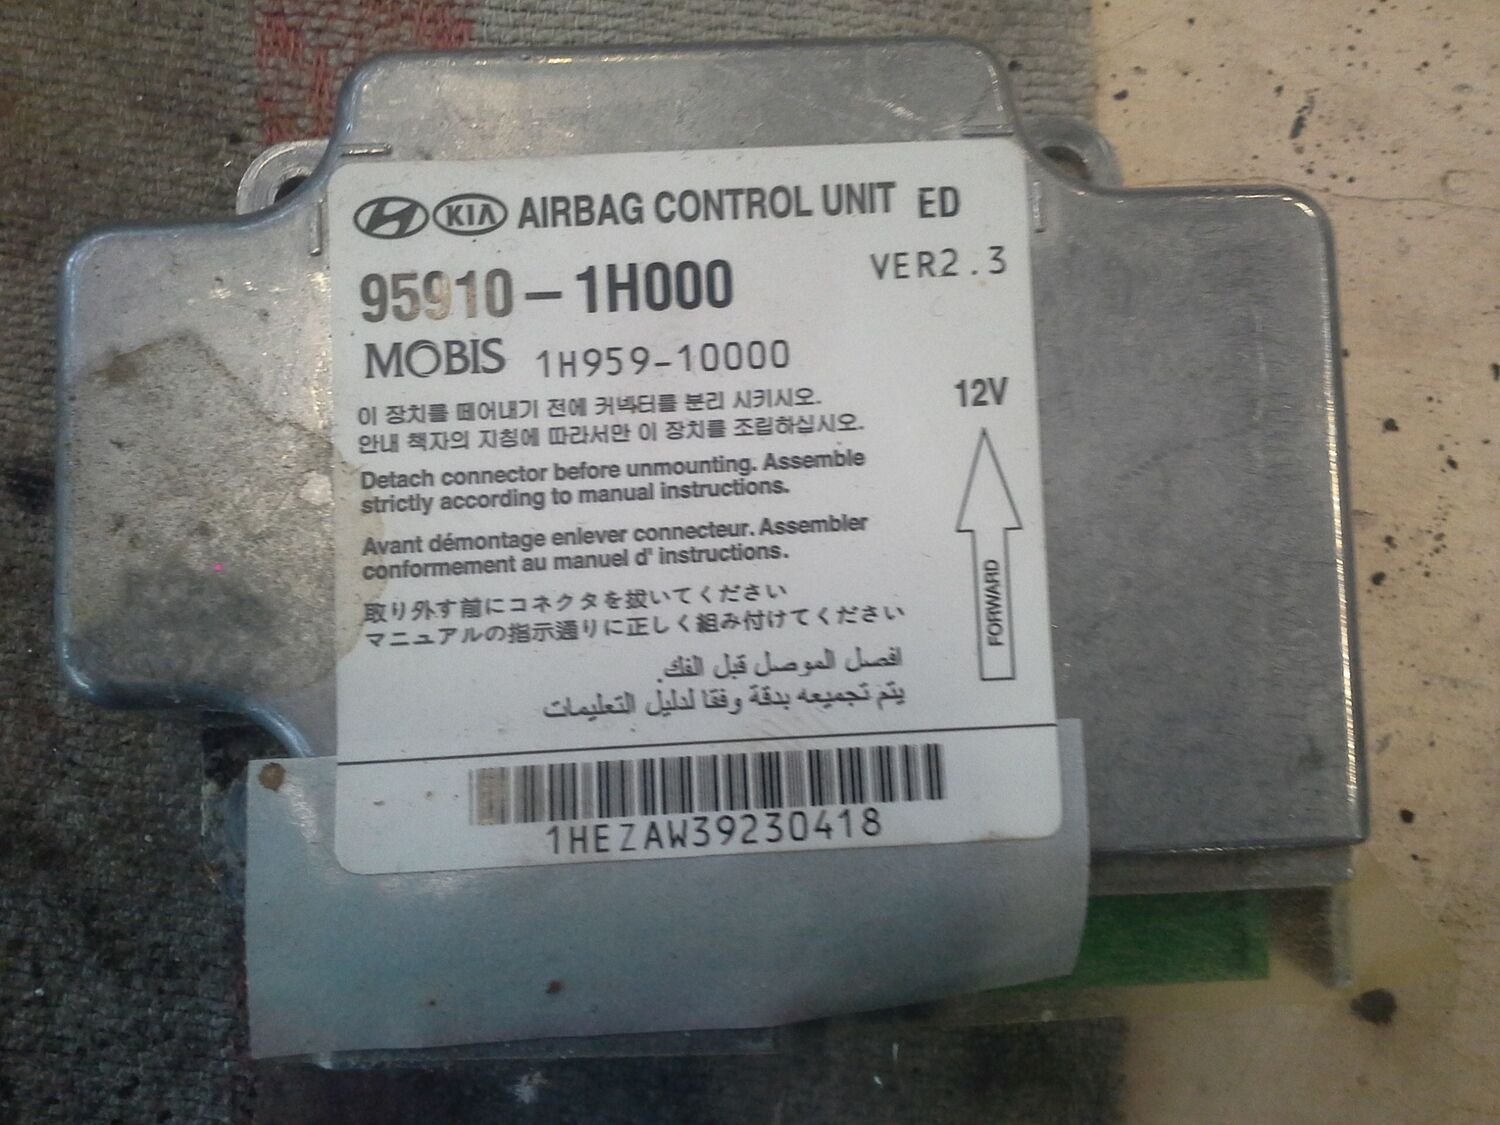 KIA AIRBAG CONTROL UNIT ED
95910-1H000 VER2.3
MOBIS 1H959-10000
이 장치를 떼어내기 전에 커넥터를 분리 시키시오.
안내 책자의 지침에 따라서만 이 장치를 조립하십시오.
12V
Detach connector before unmounting. Assemble
strictly according to manual instructions.
Avant démontage enlever connecteur. Assembler
conformement au manuel d' instructions.
FORWARD
取り外す前にコネクタを抜いてください
マニュアルの指示通りに正しく組み付けてください
افصل الموصل قبل الفك.
يتم تجميعه بدقة وفقا لدليل التعليمات
1HEZAW39230418